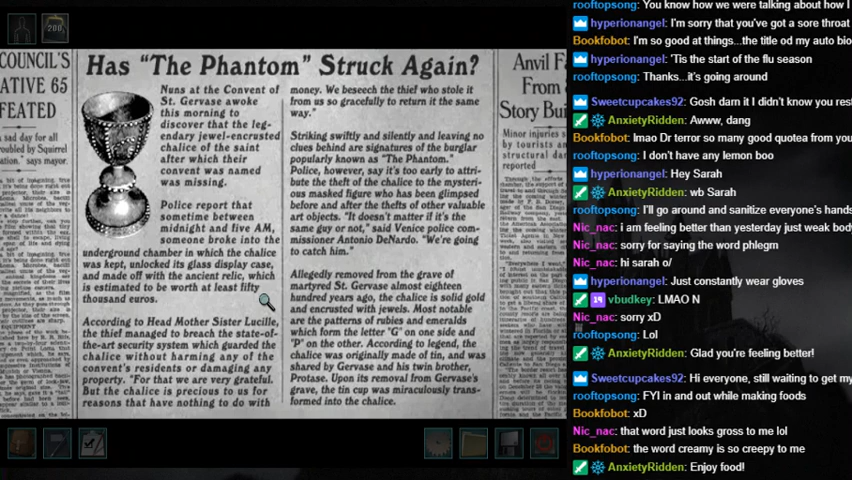 200
COUNCIL'S
ATIVE 65
FEATED
a sad day for all
roubled by Squirrel
ation." says mayor.
Has "The Phantom" Struck Again?
Nuns at the Convent of
St. Gervase awoke
this morning to
discover that the leg-
endary jewel-encrusted
chalice of the saint
after which their
convent was named
was missing.
Police report that
sometime between
midnight and five AM,
someone broke into the
underground chamber in which the chalice
was kept, unlocked its glass display case,
and made off with the ancient relic, which
is estimated to be worth at least fifty
thousand euros.
According to Head Mother Sister Lucille,
the thief managed to breach the state-of-
the-art security system which guarded the
chalice without harming any of the
convent's residents or damaging any
property. "For that we are very grateful.
But the chalice is precious to us for
reasons that have nothing to do with
money. We beseech the thief who stole it
from us so gracefully to return it the same
way."
Striking swiftly and silently and leaving no
clues behind are signatures of the burglar
popularly known as "The Phantom."
Police, however, say it's too early to attri-
bute the theft of the chalice to the mysteri-
ous masked figure who has been glimpsed
before and after the thefts of other valuable
art objects. "It doesn't matter if it's the
same guy or not," said Venice police com-
missioner Antonio DeNardo. "We're going
to catch him."
Allegedly removed from the grave of
martyred St. Gervase almost eighteen
hundred years ago, the chalice is solid gold
and encrusted with jewels. Most notable
are the patterns of rubies and emeralds
which form the letter "G" on one side and
"P" on the other. According to legend, the
chalice was originally made of tin, and was
shared by Gervase and his twin brother,
Protase. Upon its removal from Gervase's
grave, the tin cup was miraculously trans-
formed into the chalice.
Anvil F
From
Story Bui
Minor injuries s
by tourists a
structural da
reported
rooftopsong: You know how we were talking about how I
hyperionangel: I'm sorry that you've got a sore throat
Bookfobot: I'm so good at things...the title od my auto bio
hyperionangel: 'Tis the start of the flu season
rooftopsong: Thanks...it's going around
Sweetcupcakes92: Gosh darn it I didn't know you res
AnxietyRidden: Awww, dang
Bookfobot: lmao Dr terror so many good quotea from you
rooftopsong: I don't have any lemon boo
hyperionangel: Hey Sarah
AnxietyRidden: wb Sarah
rooftopsong: I'll go around and sanitize everyone's hands
Nic_nac: i am feeling better than yesterday just weak body
Nic_nac: sorry for saying the word phlegm
Nic_nac: hi sarah o/
hyperionangel: Just constantly wear gloves
19 vbudkey: LMAO N
Nic_nac: sorry xD
rooftopsong: Lol
AnxietyRidden: Glad you're feeling better!
Sweetcupcakes92: Hi everyone, still waiting to get my
rooftopsong: FYI in and out while making foods
Bookfobot: xD
Nic_nac: that word just looks gross to me lol
Bookfobot: the word creamy is so creepy to me
AnxietyRidden: Enjoy food!